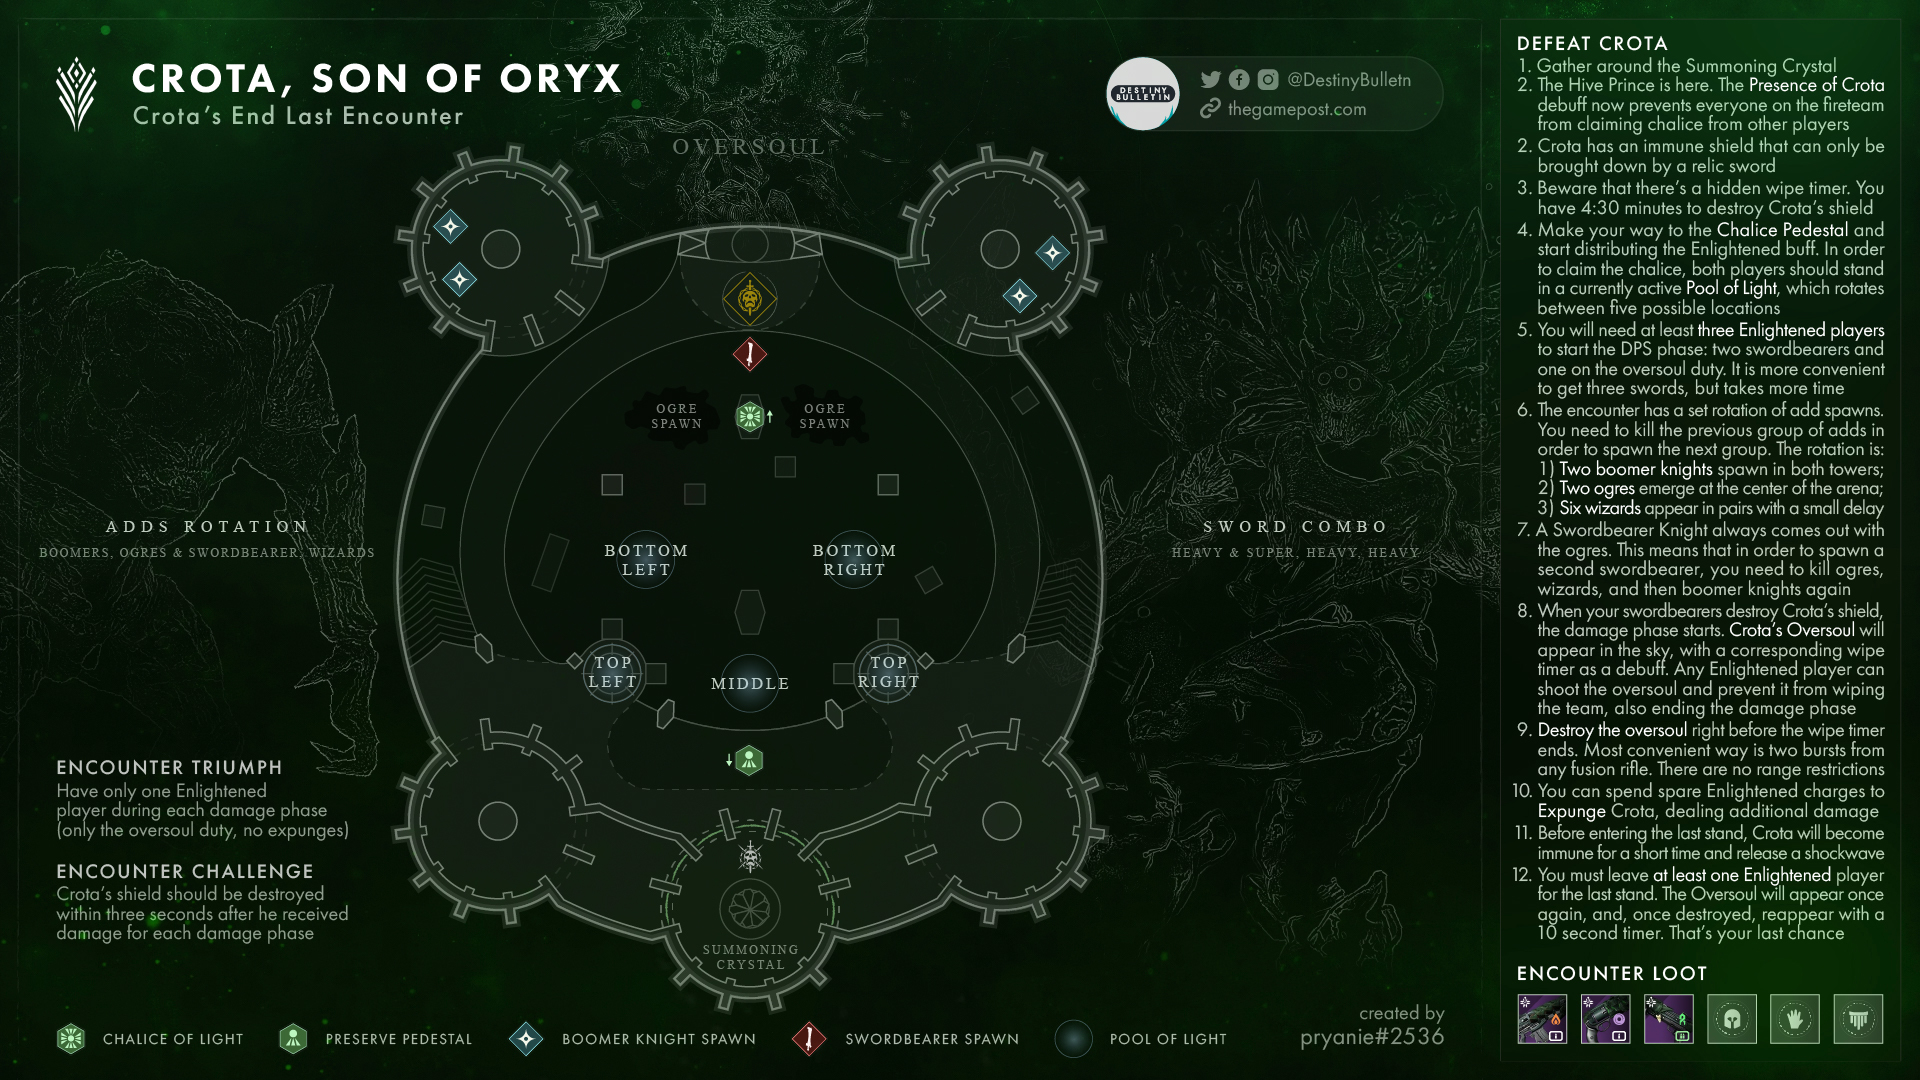 CROTA, SON OF ORYX
Crota's End Last Encounter
DESTINY
BULLETIN
@DestinyBulletn
thegamepost.com
OVERSOUL
OGRE
SPAWN
OGRE
SPAWN
ADDS ROTATION
BOOMERS, OGRES & SWORDBEARER, WIZARDS
SWORD COMBO
HEAVY & SUPER, HEAVY, HEAVY
BOTTOM
LEFT
BOTTOM
RIGHT
TOP
LEFT
MIDDLE
TOP
RIGHT
SUMMONING
CRYSTAL
ENCOUNTER TRIUMPH
Have only one Enlightened
player during each damage phase
(only the oversoul duty, no expunges)
ENCOUNTER CHALLENGE
Crota's shield should be destroyed
within three seconds after he received
damage for each damage phase
CHALICE OF LIGHT
PRESERVE PEDESTAL
BOOMER KNIGHT SPAWN
SWORDBEARER SPAWN
POOL OF LIGHT
created by
pryanie#2536
DEFEAT CROTA
1. Gather around the Summoning Crystal
2. The Hive Prince is here. The Presence of Crota
debuff now prevents everyone on the fireteam
from claiming chalice from other players
2. Crota has an immune shield that can only be
brought down by a relic sword
3. Beware that there's a hidden wipe timer. You
have 4:30 minutes to destroy Crota's shield
4. Make your way to the Chalice Pedestal and
start distributing the Enlightened buff. In order
to claim the chalice, both players should stand
in a currently active Pool of Light, which rotates
between five possible locations
5. You will need at least three Enlightened players
to start the DPS phase: two swordbearers and
one on the oversoul duty. It is more convenient
to get three swords, but takes more time
6. The encounter has a set rotation of add spawns.
You need to kill the previous group of adds in
order to spawn the next group. The rotation is:
1) Two boomer knights spawn in both towers;
2) Two ogres emerge at the center of the arena;
3) Six wizards appear in pairs with a small delay
7. A Swordbearer Knight always comes out with
the ogres. This means that in order to spawn a
second swordbearer, you need to kill ogres,
wizards, and then boomer knights again
8. When your swordbearers destroy Crota's shield,
the damage phase starts. Crota's Oversoul will
appear in the sky, with a corresponding wipe
timer as a debuff. Any Enlightened player can
shoot the oversoul and prevent it from wiping
the team, also ending the damage phase
9. Destroy the oversoul right before the wipe timer
ends. Most convenient way is two bursts from
any fusion rifle. There are no range restrictions
10. You can spend spare Enlightened charges to
Expunge Crota, dealing additional damage
11. Before entering the last stand, Crota will become
immune for a short time and release a shockwave
12. You must leave at least one Enlightened player
for the last stand. The Oversoul will appear once
again, and, once destroyed, reappear with a
10 second timer. That's your last chance
ENCOUNTER LOOT